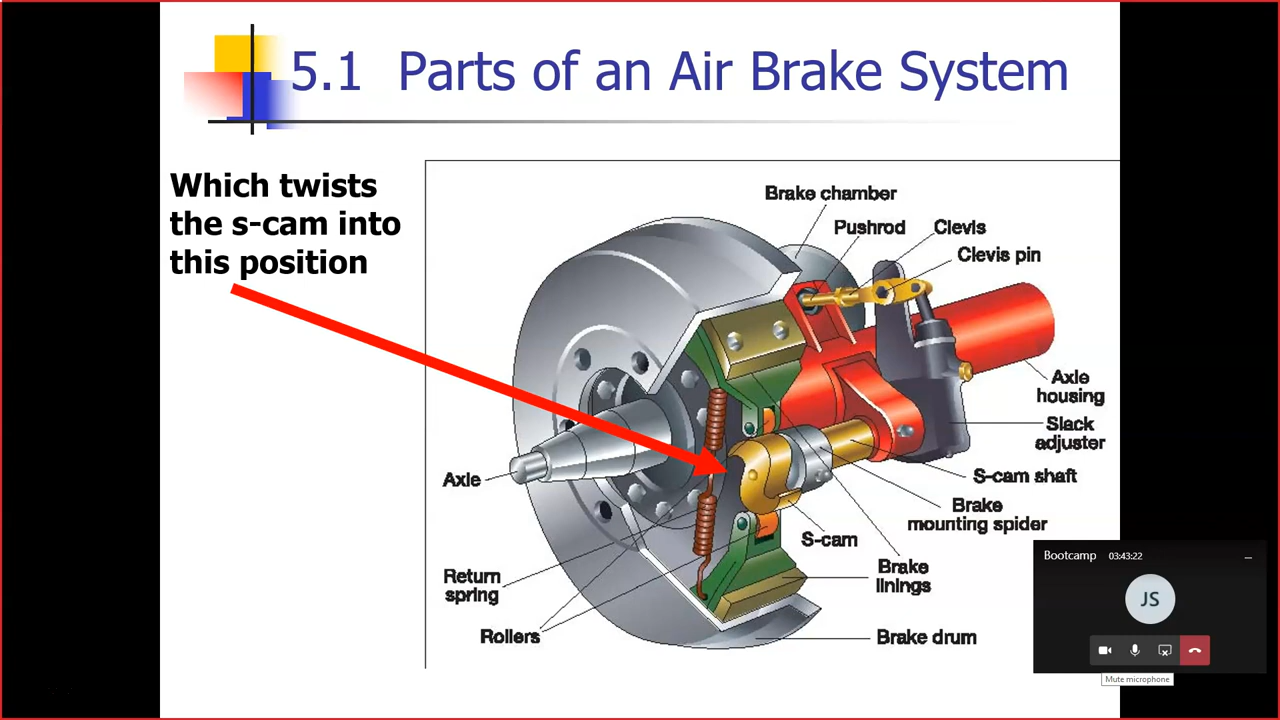 5.1 Parts of an Air Brake System
Which twists
the s-cam into
this position
Brake chamber
Pushrod
Clevis
Clevis pin
Axle
housing
Slack
adjuster
Axle
S-cam shaft
Brake
mounting spider
S-cam
Brake
linings
Return
spring
Rollers
Brake drum
Bootcamp 03:43:22
JS
Mute microphone